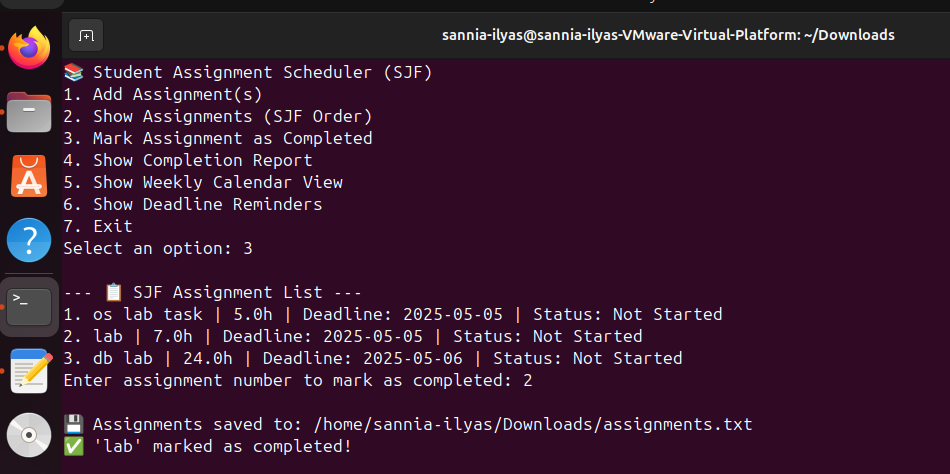 sannia-ilyas@sannia-ilyas-VMware-Virtual-Platform: ~/Downloads
📚 Student Assignment Scheduler (SJF)
1. Add Assignment(s)
2. Show Assignments (SJF Order)
3. Mark Assignment as Completed
4. Show Completion Report
5. Show Weekly Calendar View
6. Show Deadline Reminders
7. Exit
Select an option: 3
--- 📋 SJF Assignment List ---
1. os lab task | 5.0h | Deadline: 2025-05-05 | Status: Not Started
2. lab | 7.0h | Deadline: 2025-05-05 | Status: Not Started
3. db lab | 24.0h | Deadline: 2025-05-06 | Status: Not Started
Enter assignment number to mark as completed: 2
💾 Assignments saved to: /home/sannia-ilyas/Downloads/assignments.txt
✅ 'lab' marked as completed!